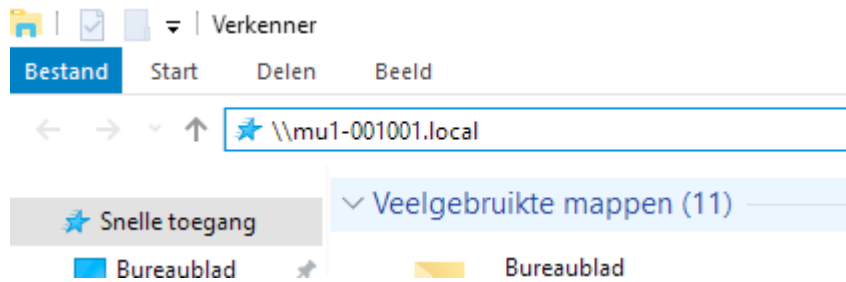 Verkenner
Bestand Start Delen Beeld
\\mu1-001001.local
Snelle toegang
Veelgebruikte mappen (11)
Bureaublad
Bureaublad